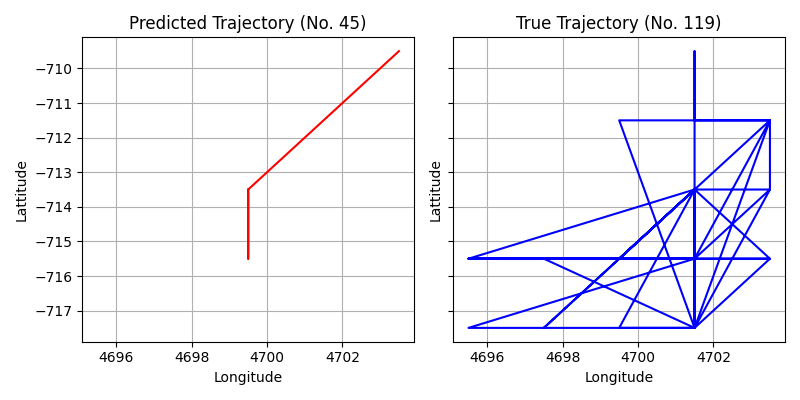 Predicted Trajectory (No. 45)
True Trajectory (No. 119)
−710
−711
−712
−713
−714
−715
−716
−717
Lattitude
Lattitude
4696 4698 4700 4702
4696 4698 4700 4702
Longitude
Longitude